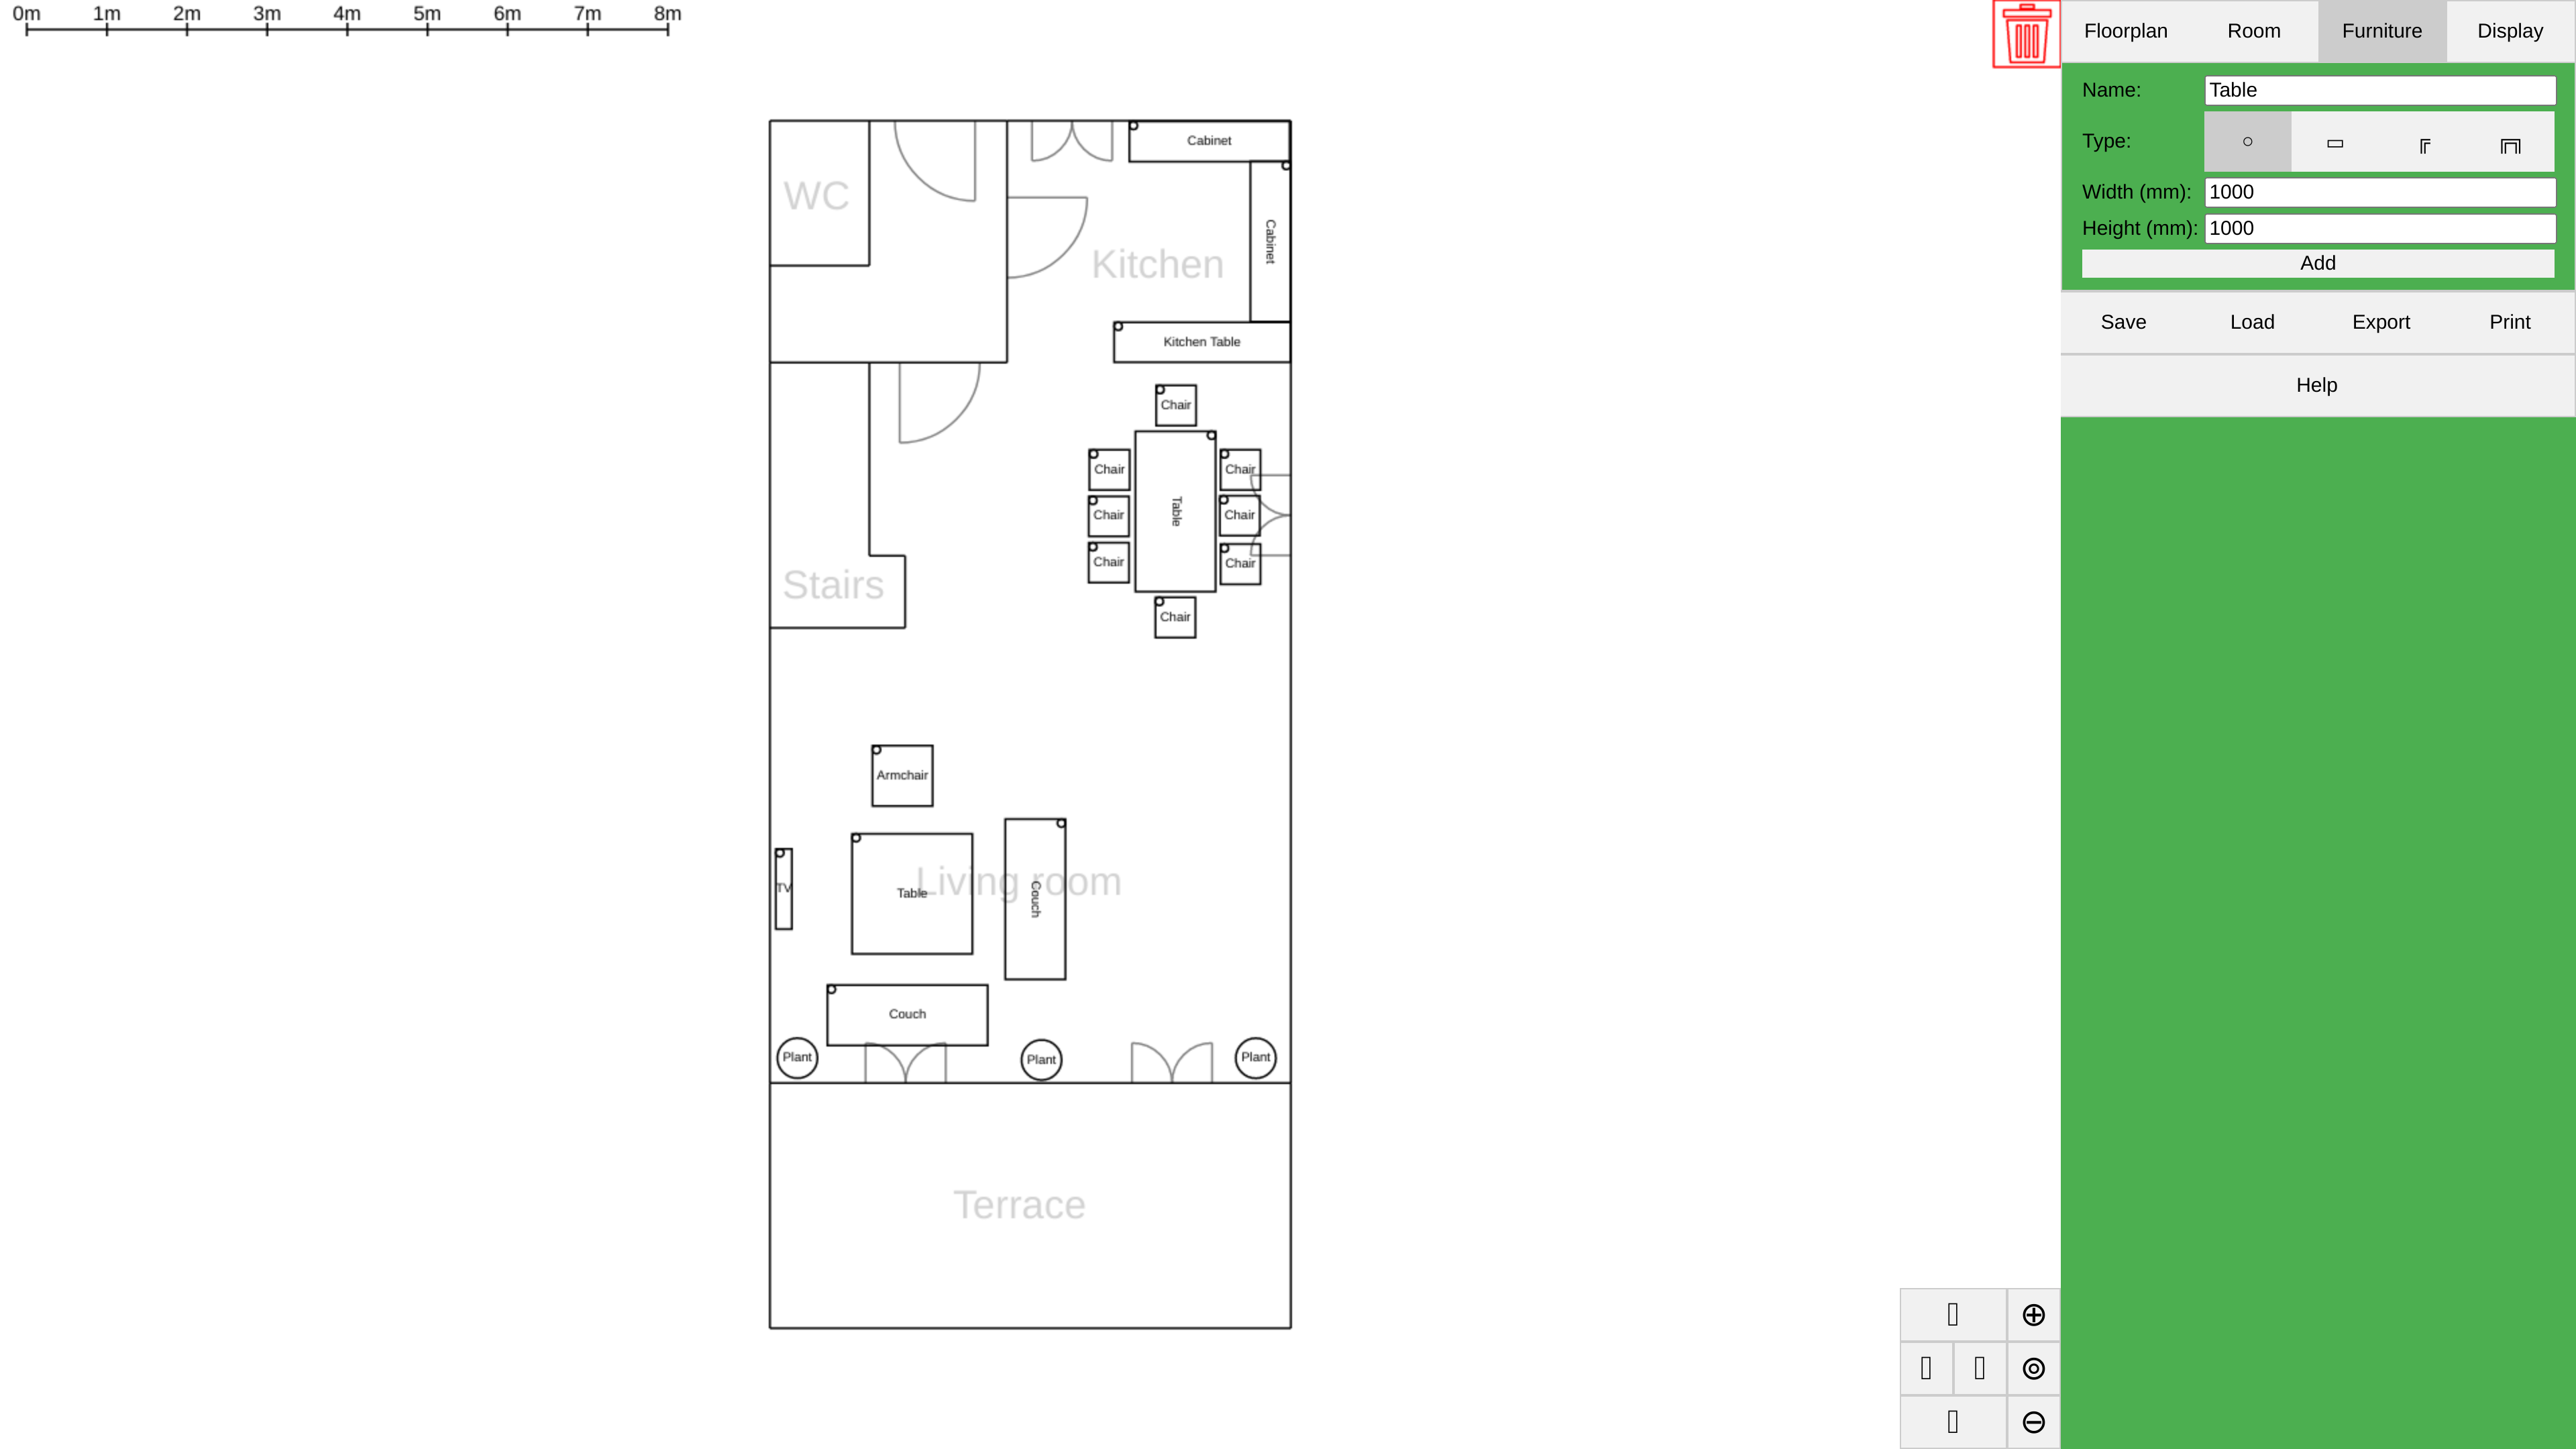 0m 1m 2m 3m 4m 5m 6m 7m 8m
Floorplan Room Furniture Display
Name: Table
Type:
Width (mm): 1000
Height (mm): 1000
Add
Save Load Export Print
Help
Cabinet
WC
Cabinet
Kitchen
Kitchen Table
Chair
Chair Chair
Table
Chair Chair
Chair Chair
Stairs
Chair
Armchair
Living room
TV
Table
Couch
Couch
Plant Plant Plant
Terrace